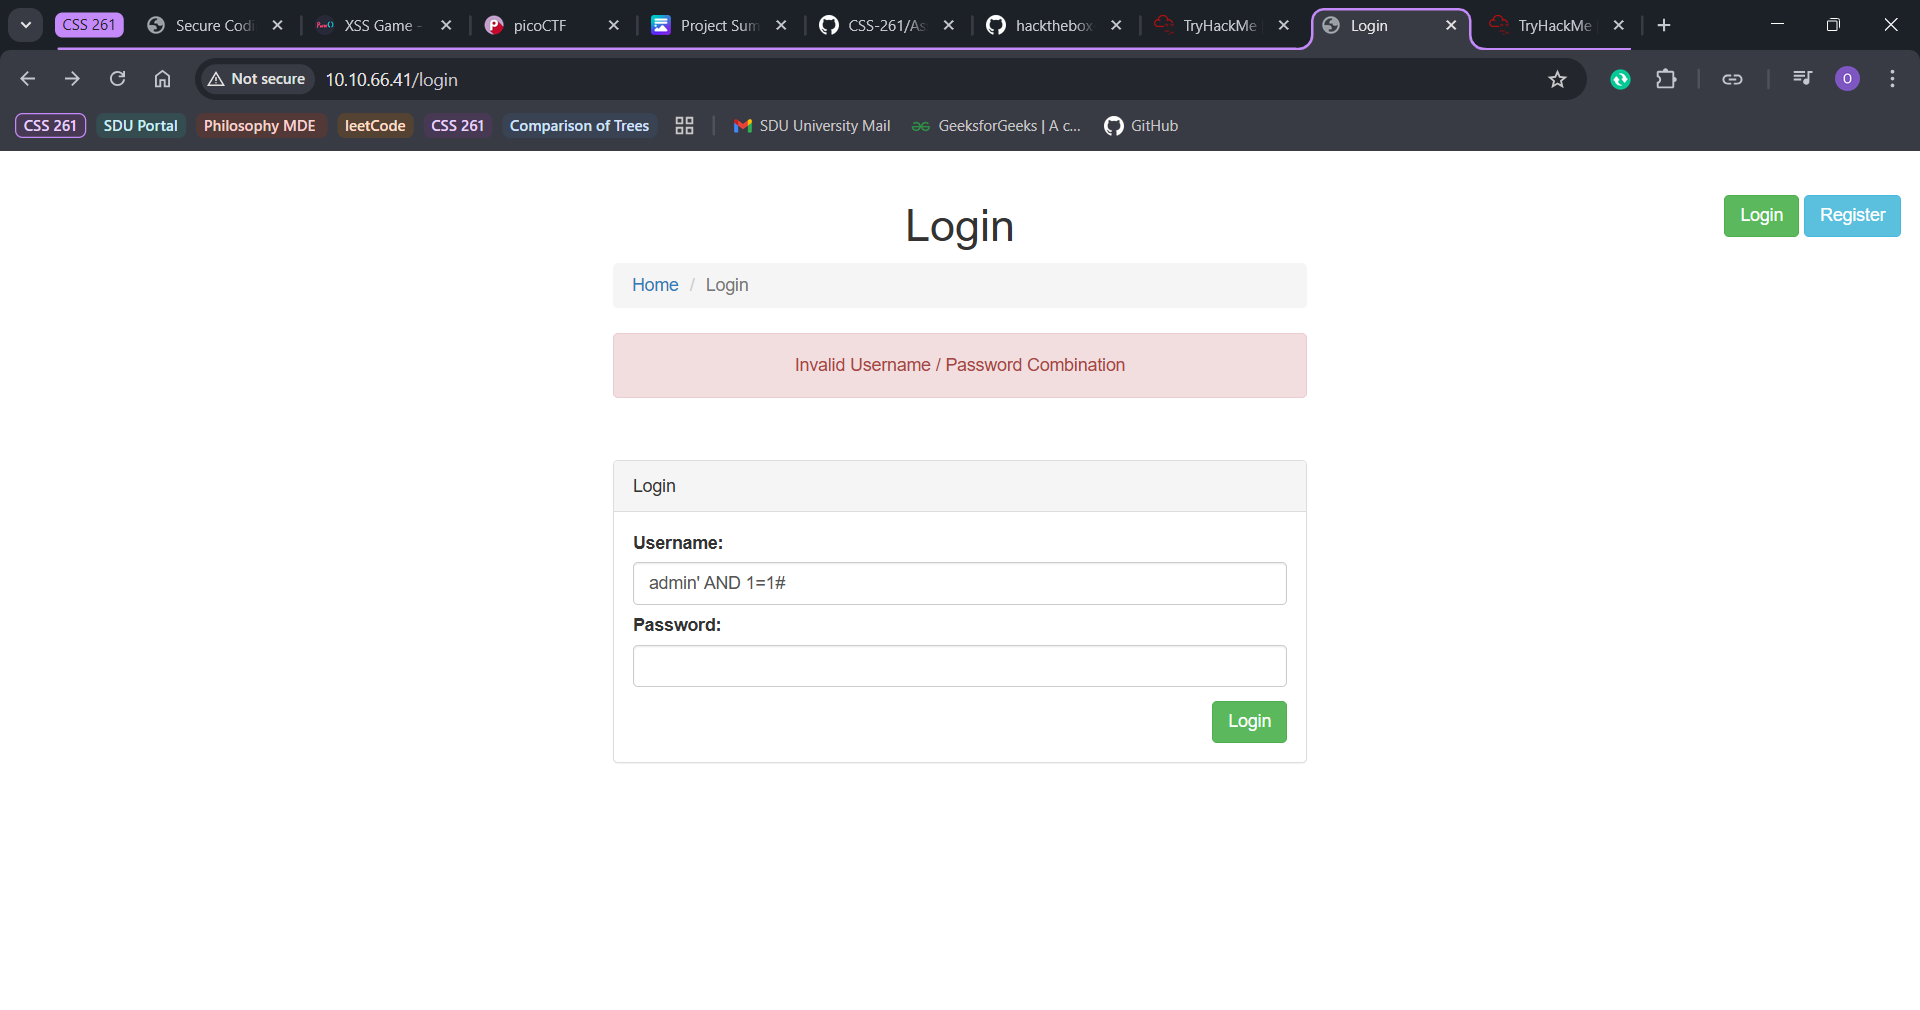 CSS 261
Secure Codi
XSS Game -
picoCTF
Project Sum
CSS-261/As
hackthebox
TryHackMe
Login
TryHackMe
Not secure
10.10.66.41/login
O
CSS 261
SDU Portal
Philosophy MDE
leetCode
CSS 261
Comparison of Trees
SDU University Mail
GeeksforGeeks | A c...
GitHub
Login
Login
Register
Home / Login
Invalid Username / Password Combination
Login
Username:
admin' AND 1=1#
Password:
Login